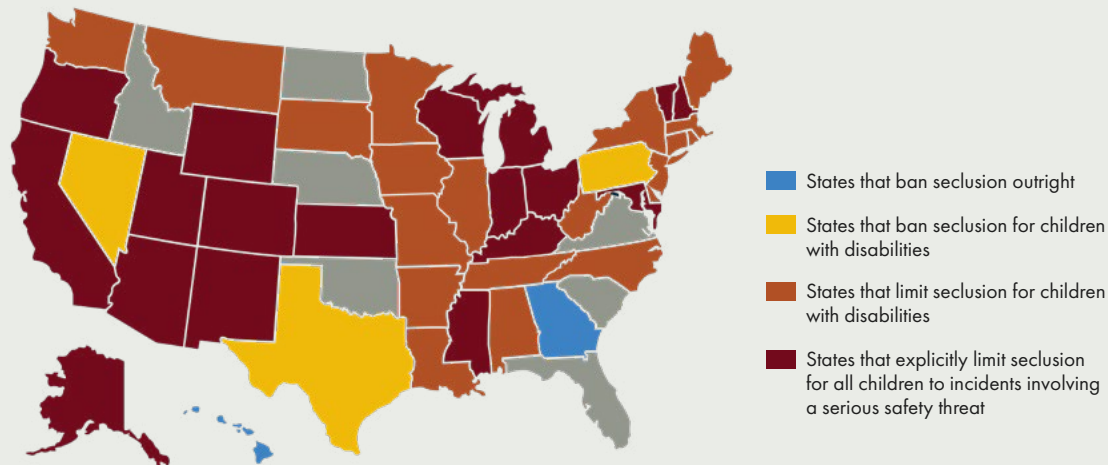 States that ban seclusion outright
States that ban seclusion for children
with disabilities
States that limit seclusion for children
with disabilities
States that explicitly limit seclusion
for all children to incidents involving
a serious safety threat